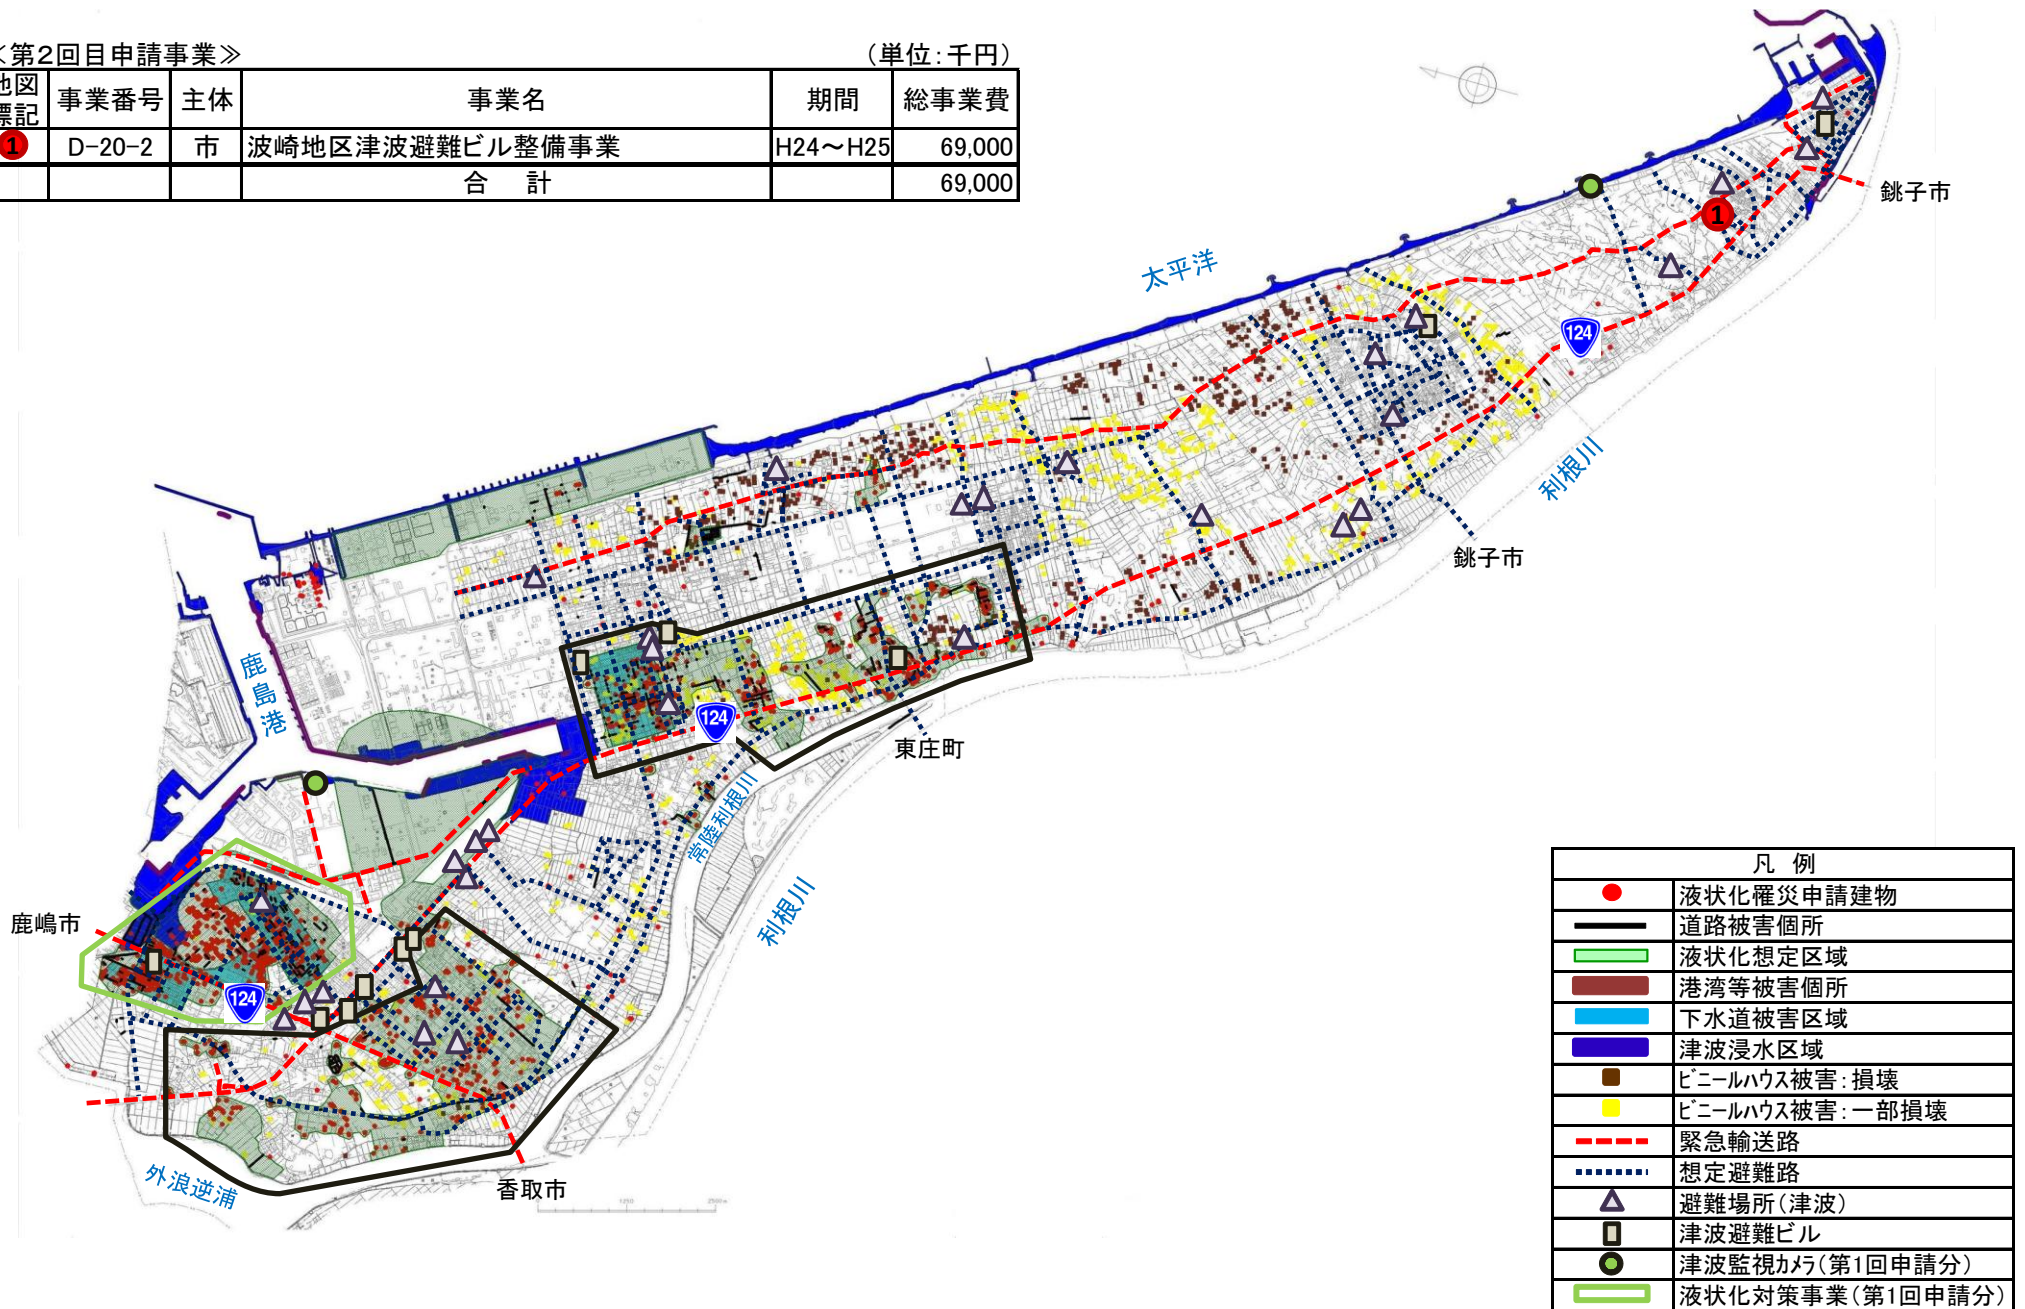 ≪第2回目申請事業≫
（単位：千円）
地図標記 事業番号 主体 事業名 期間 総事業費
1 D-20-2 市 波崎地区津波避難ビル整備事業 H24～H25 69,000
合 計 69,000
銚子市
1
太平洋
124
利根川
銚子市
鹿島港
124
東庄町
常陸利根川
利根川
鹿嶋市
124
外浪逆浦
香取市
凡 例
液状化罹災申請建物
道路被害個所
液状化想定区域
港湾等被害個所
下水道被害区域
津波浸水区域
ビニールハウス被害：損壊
ビニールハウス被害：一部損壊
緊急輸送路
想定避難路
避難場所（津波）
津波避難ビル
津波監視カメラ（第1回申請分）
液状化対策事業（第1回申請分）